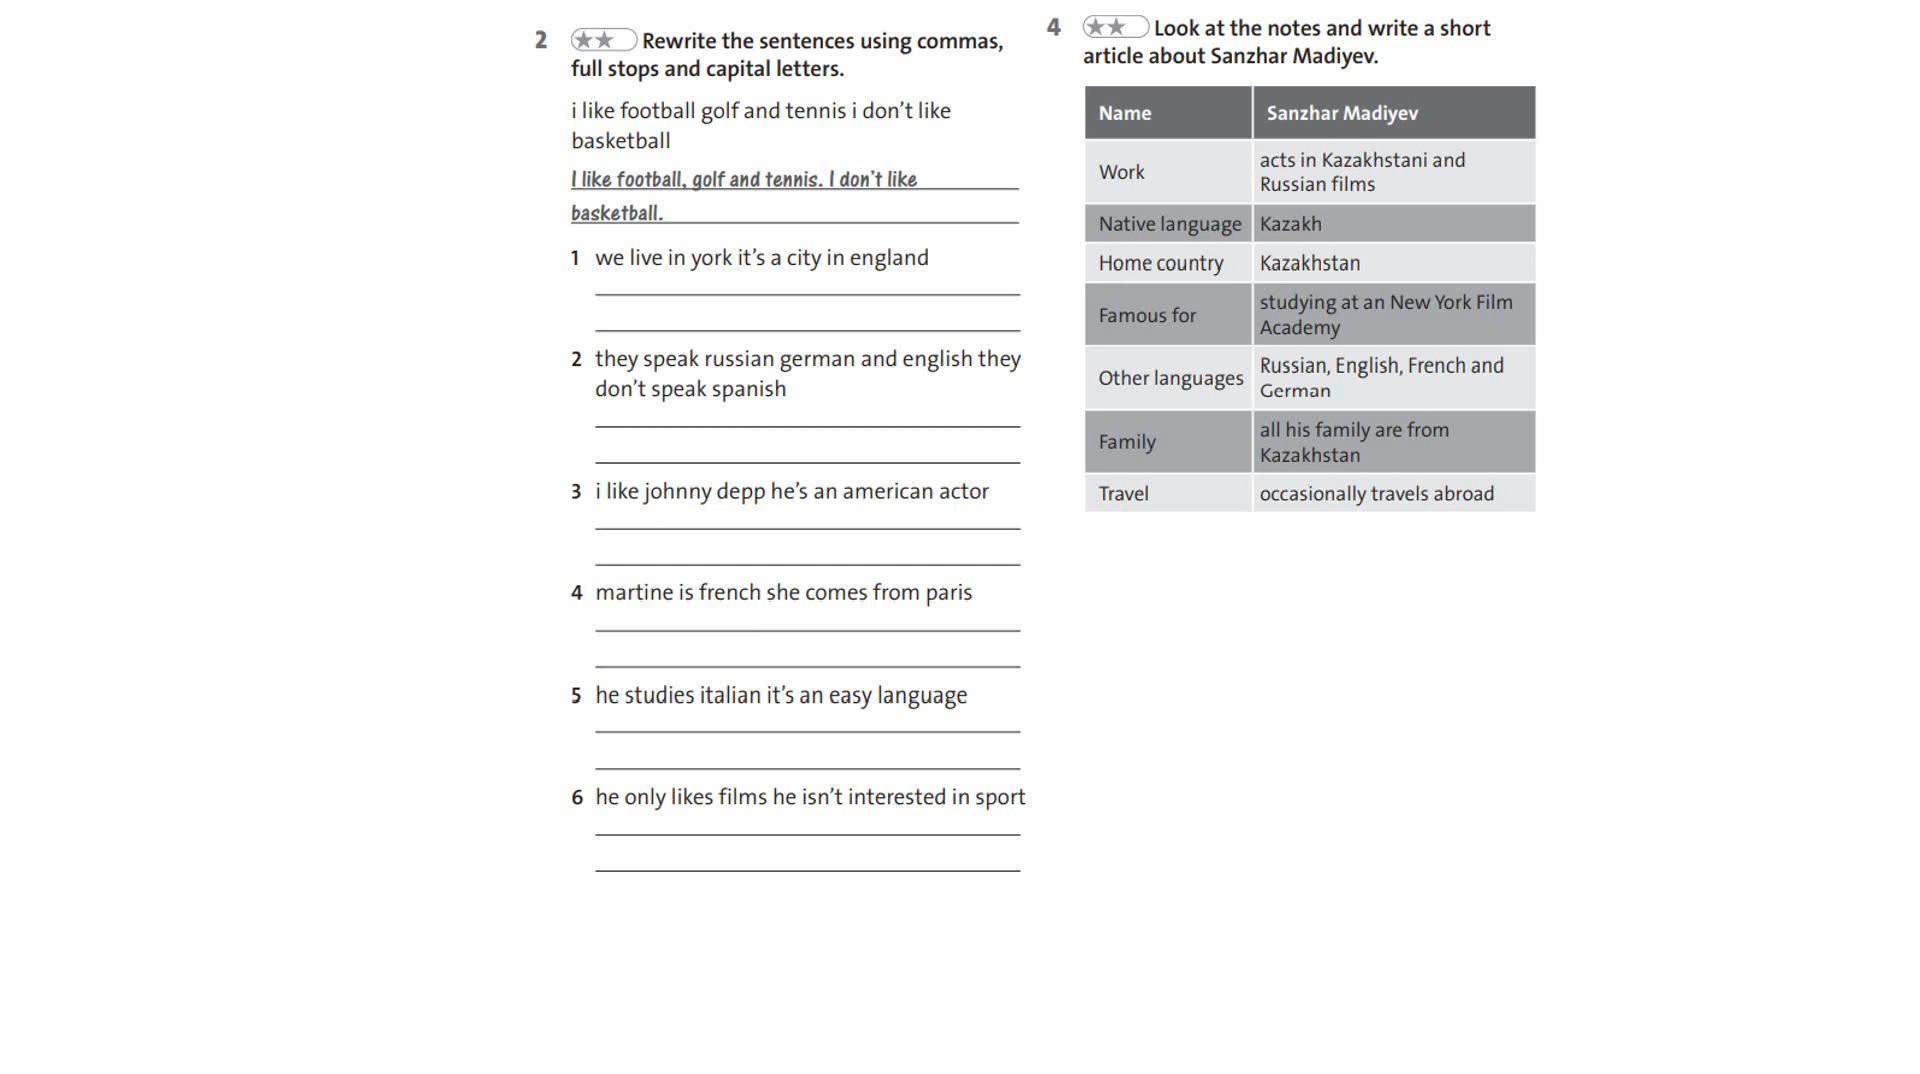 2 ★★ Rewrite the sentences using commas,
full stops and capital letters.
i like football golf and tennis i don't like
basketball
I like football, golf and tennis. I don't like
basketball.
1 we live in york it's a city in england
2 they speak russian german and english they
don't speak spanish
3 i like johnny depp he's an american actor
4 martine is french she comes from paris
5 he studies italian it's an easy language
6 he only likes films he isn't interested in sport
4 ★★ Look at the notes and write a short
article about Sanzhar Madiyev.
Name Sanzhar Madiyev
Work acts in Kazakhstani and
Russian films
Native language Kazakh
Home country Kazakhstan
Famous for studying at an New York Film
Academy
Other languages Russian, English, French and
German
Family all his family are from
Kazakhstan
Travel occasionally travels abroad